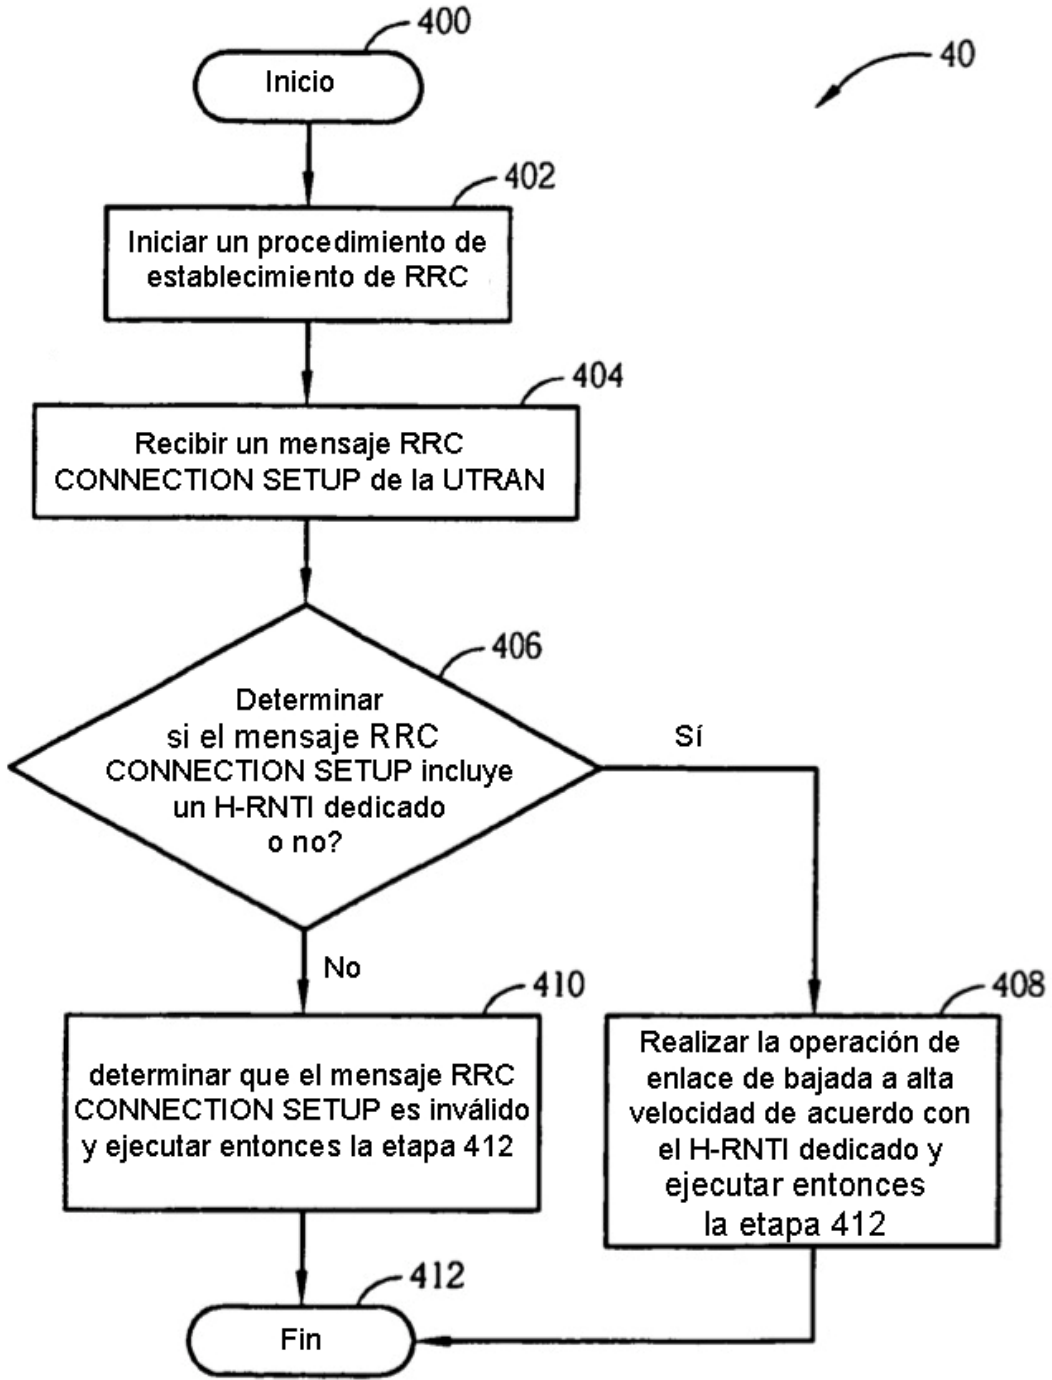 400
Inicio
40
402
Iniciar un procedimiento de
establecimiento de RRC
404
Recibir un mensaje RRC
CONNECTION SETUP de la UTRAN
406
Determinar
si el mensaje RRC
CONNECTION SETUP incluye
un H-RNTI dedicado
o no?
Sí
No
410
determinar que el mensaje RRC
CONNECTION SETUP es inválido
y ejecutar entonces la etapa 412
408
Realizar la operación de
enlace de bajada a alta
velocidad de acuerdo con
el H-RNTI dedicado y
ejecutar entonces
la etapa 412
412
Fin